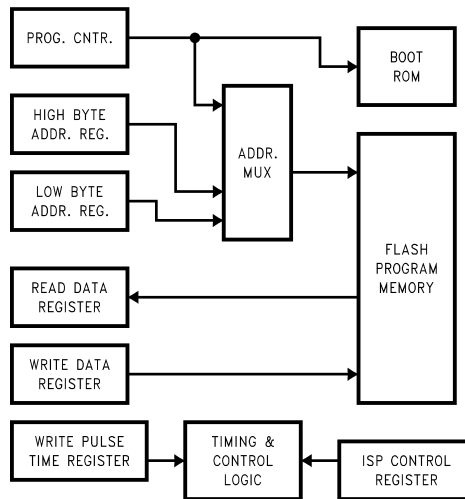 PROG. CNTR.
BOOT
ROM
HIGH BYTE
ADDR. REG.
ADDR.
MUX
LOW BYTE
ADDR. REG.
FLASH
PROGRAM
MEMORY
READ DATA
REGISTER
WRITE DATA
REGISTER
WRITE PULSE
TIME REGISTER
TIMING &
CONTROL
LOGIC
ISP CONTROL
REGISTER